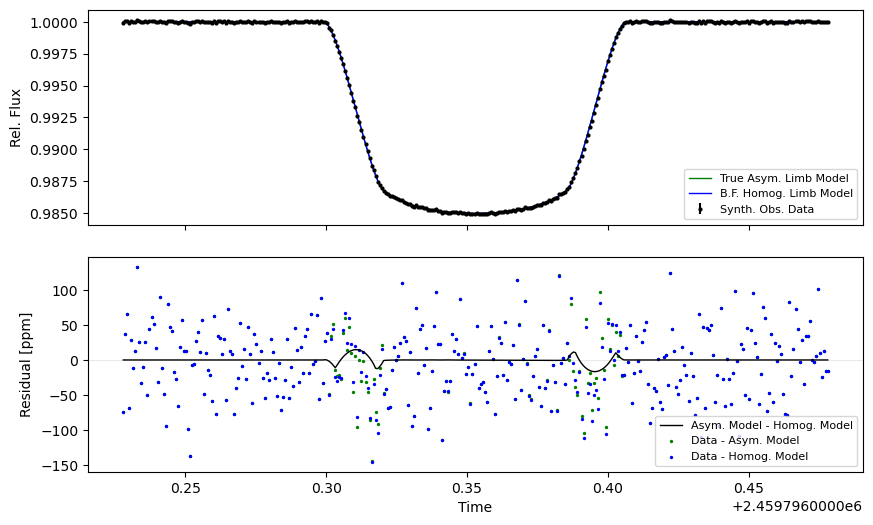 1.0000
0.9975
0.9950
0.9925
0.9900
0.9875
0.9850
Rel. Flux
True Asym. Limb Model
B.F. Homog. Limb Model
Synth. Obs. Data
100
50
0
−50
−100
−150
Residual [ppm]
Asym. Model - Homog. Model
Data - Asym. Model
Data - Homog. Model
0.25
0.30
0.35
0.40
0.45
Time
+2.4597960000e6